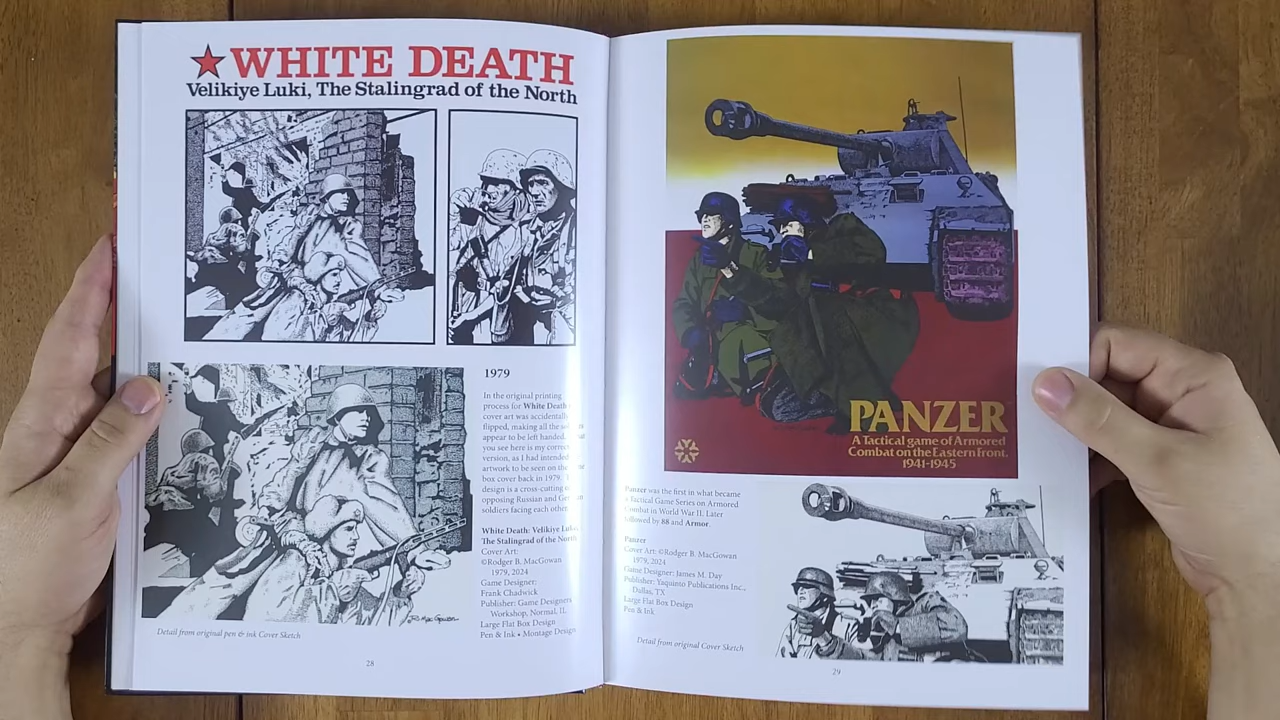 WHITE DEATH
Velikiye Luki, The Stalingrad of the North
1979
In the original printing
process for White Death
cover art was accidentally
flipped, making all the
appear to be left handed.
you see here is my correct
version, as I had intended
artwork to be seen on the
box cover back in 1979.
design is a cross-cutting
opposing Russian and
soldiers facing each other
White Death: Velikiye Luki
The Stalingrad of the North
Cover Art:
©Rodger B. MacGowan
1979, 2024
Game Designer:
Frank Chadwick
Publisher: Game Designers
Workshop, Normal, IL
Large Flat Box Design
Pen & Ink • Montage Design
Detail from original pen & ink Cover Sketch
28
PANZER
A Tactical game of Armored
Combat on the Eastern front.
1941-1945
Panzer was the first in what became
a Tactical Game Series on Armored
Combat in World War II. Later
followed by 88 and Armor.
Panzer
Cover Art: ©Rodger B. MacGowan
1979, 2024
Game Designer: James M. Day
Publisher: Yaquinto Publications Inc.,
Dallas, TX
Large Flat Box Design
Pen & Ink
Detail from original Cover Sketch
29